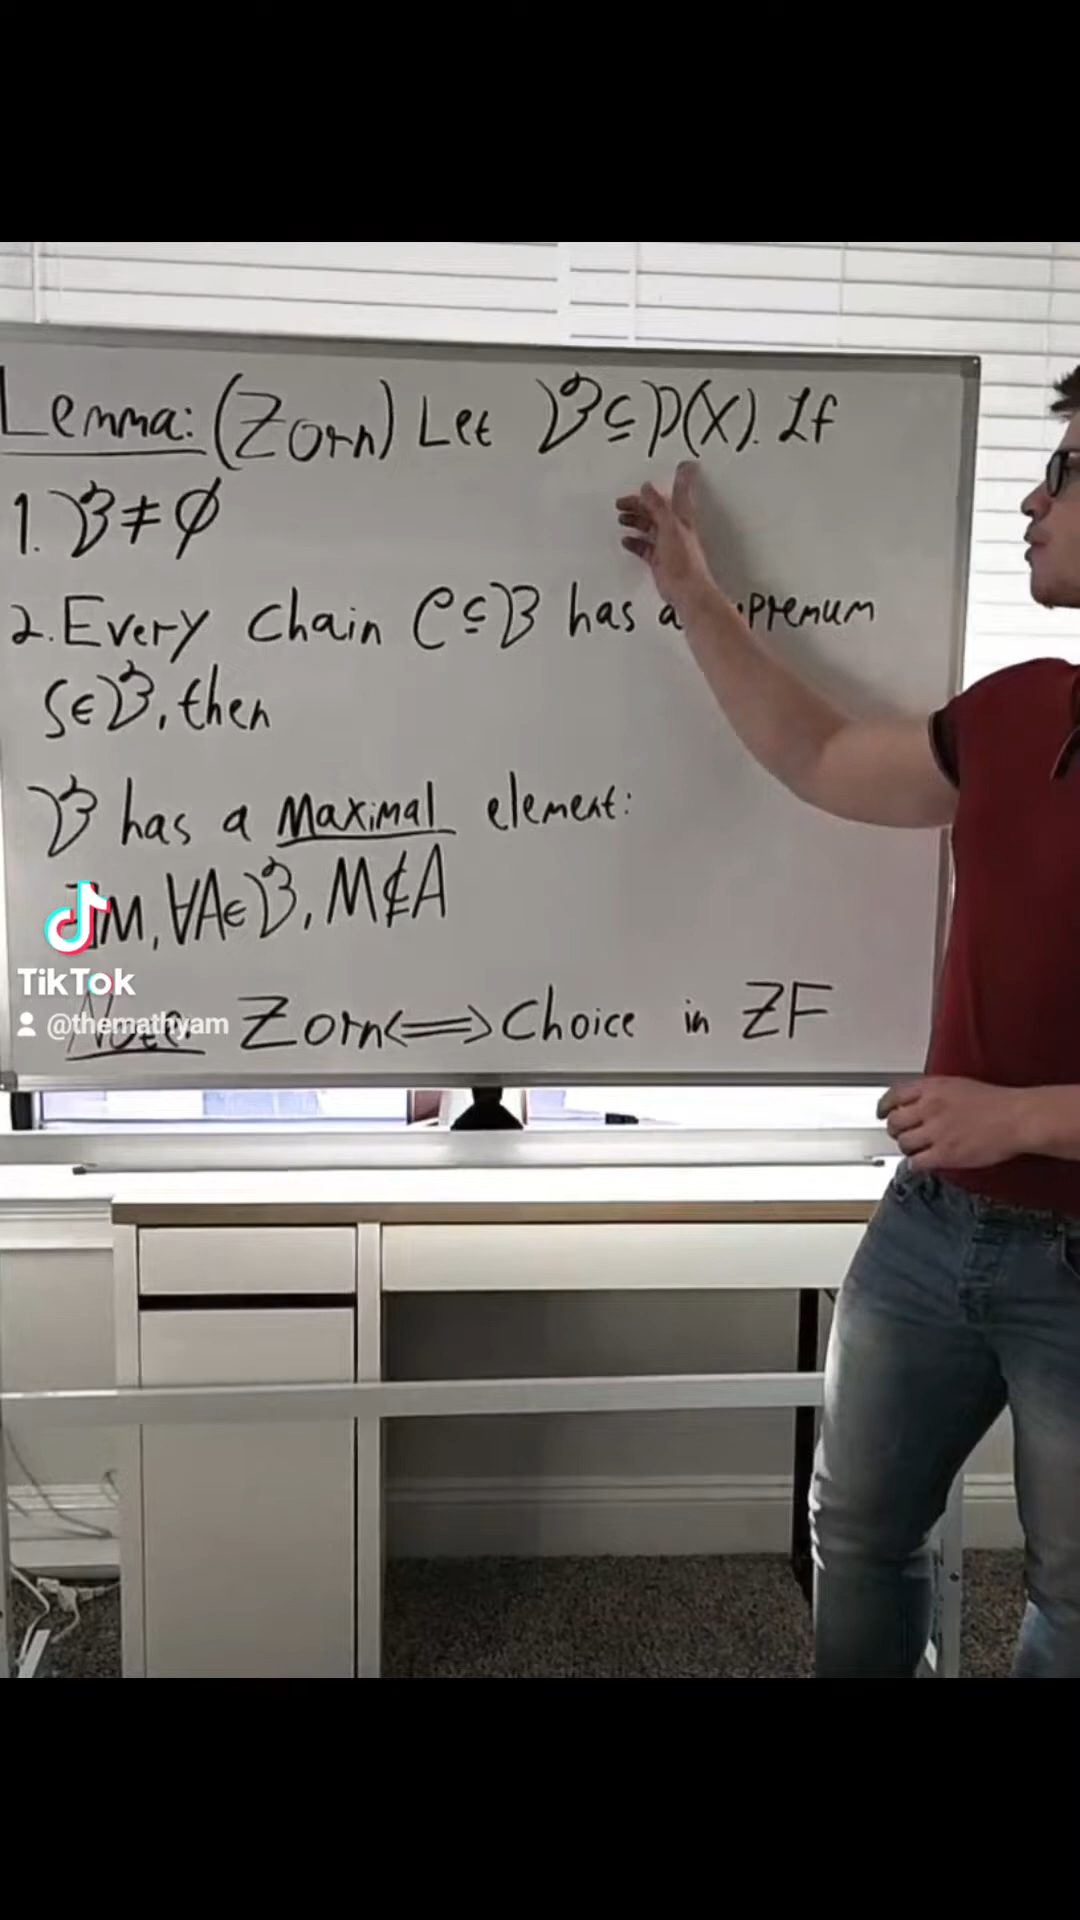 Lemma: (Zorn) Let 𝓑⊆P(X). If
1. 𝓑≠∅
2. Every chain C⊆𝓑 has a
S∈𝓑, then
𝓑 has a Maximal element:
∃M, ∀A∈𝓑, M⊄A
Note: Zorn⟺Choice in ZF
TikTok
@themathyam